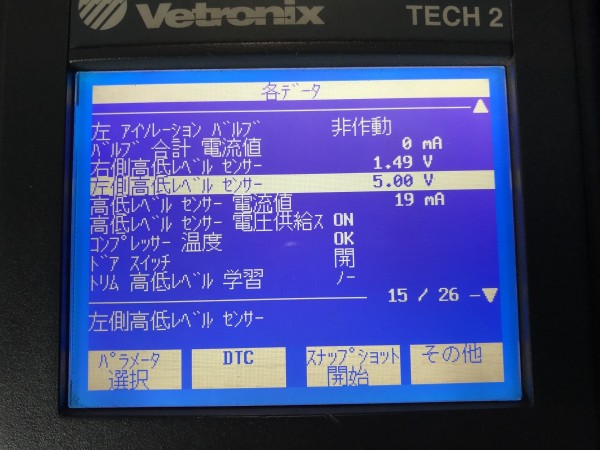 Vetronix TECH 2
各データ
左 アイソレーション バルブ 非作動
バルブ 合計 電流値 0 mA
右側高低レベル センサー 1.49 V
左側高低レベル センサー 5.00 V
高低レベル センサー 電流値 19 mA
高低レベル センサー 電圧供給ス ON
コンプレッサー 温度 OK
ドア スイッチ 開
トリム 高低レベル 学習 ノー
15 / 26
左側高低レベル センサー
パラメータ 選択
DTC
スナップショット 開始
その他